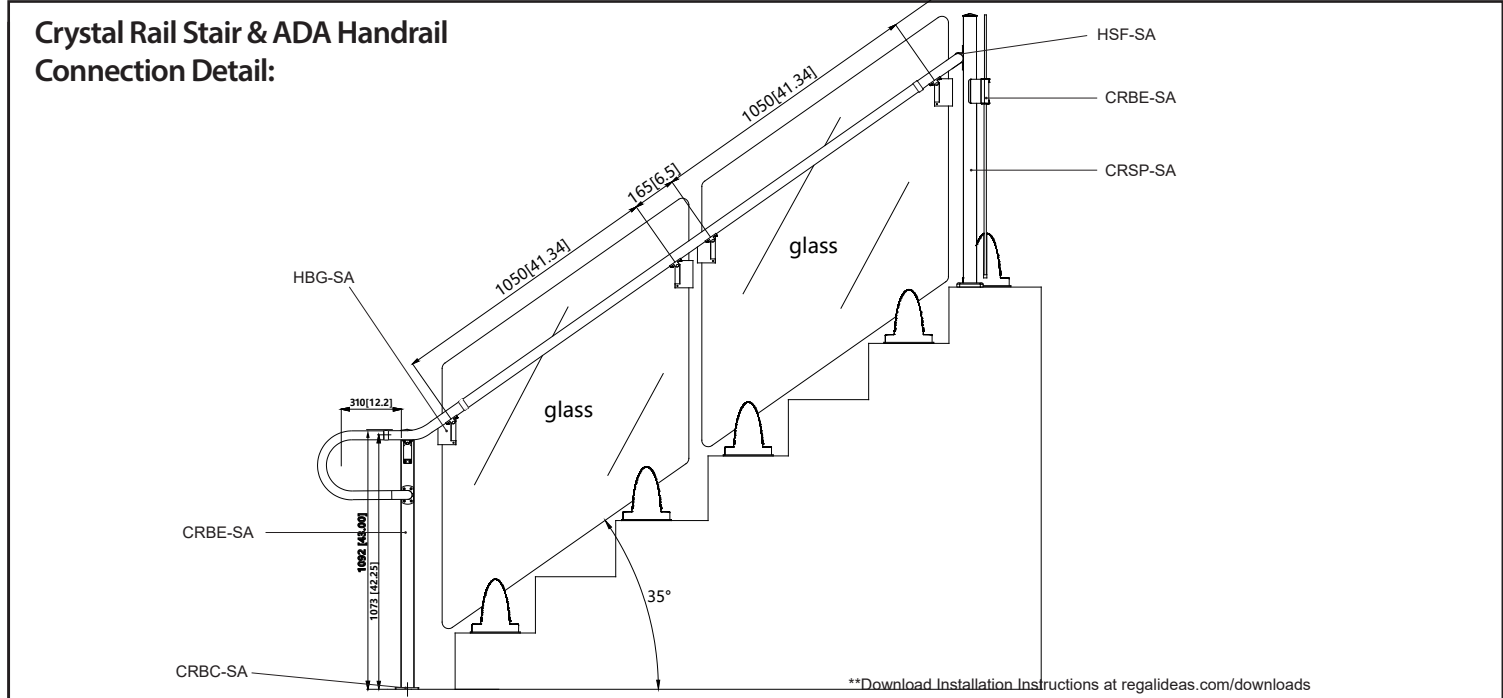 Crystal Rail Stair & ADA Handrail
Connection Detail:
HSF-SA
CRBE-SA
CRSP-SA
1050[41.34]
165[6.5]
1050[41.34]
glass
glass
HBG-SA
310[12.2]
CRBE-SA
1092 [43.00]
1073 [42.25]
35°
CRBC-SA
**Download Installation Instructions at regalideas.com/downloads